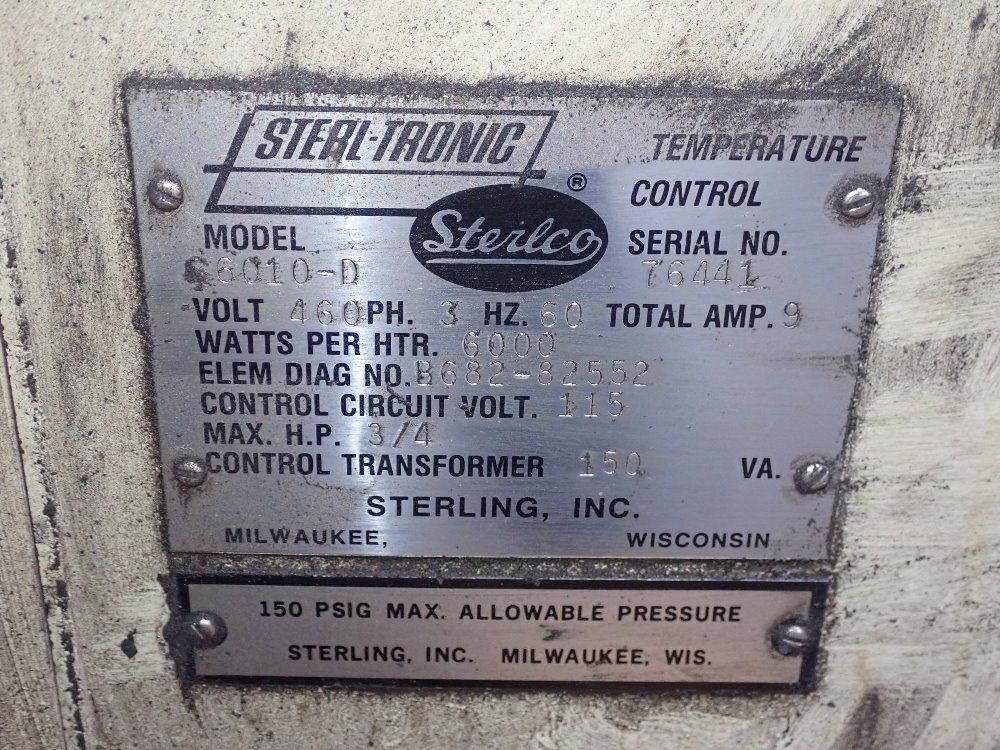 STERL-TRONIC
TEMPERATURE
CONTROL
Sterlco ®
MODEL SERIAL NO.
G6010-D 76441
VOLT 460 PH. 3 HZ. 60 TOTAL AMP. 9
WATTS PER HTR. 6000
ELEM DIAG NO. B682-82552
CONTROL CIRCUIT VOLT. 115
MAX. H.P. 3/4
CONTROL TRANSFORMER 150 VA.
STERLING, INC.
MILWAUKEE, WISCONSIN
150 PSIG MAX. ALLOWABLE PRESSURE
STERLING, INC. MILWAUKEE, WIS.